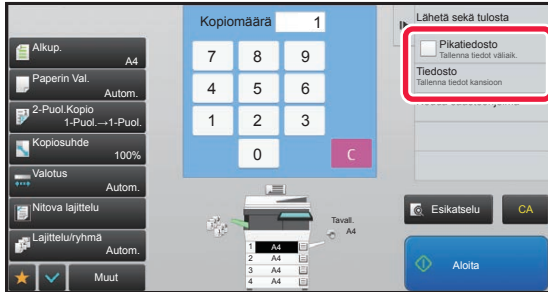 Alkup.
A4
Paperin Val.
Autom.
2-Puol.Kopio
1-Puol.→1-Puol.
Kopiosuhde
100%
Valotus
Autom.
Nitova lajittelu
Lajittelu/ryhmä
Autom.
Muut
Kopiomäärä 1
7 8 9
4 5 6
1 2 3
0 C
Tavall.
A4
1 A4
2 A4
3 A4
4 A4
Lähetä sekä tulosta
Pikatiedosto
Tallenna tiedot väliaik.
Tiedosto
Tallenna tiedot kansioon
Esikatselu
CA
Aloita